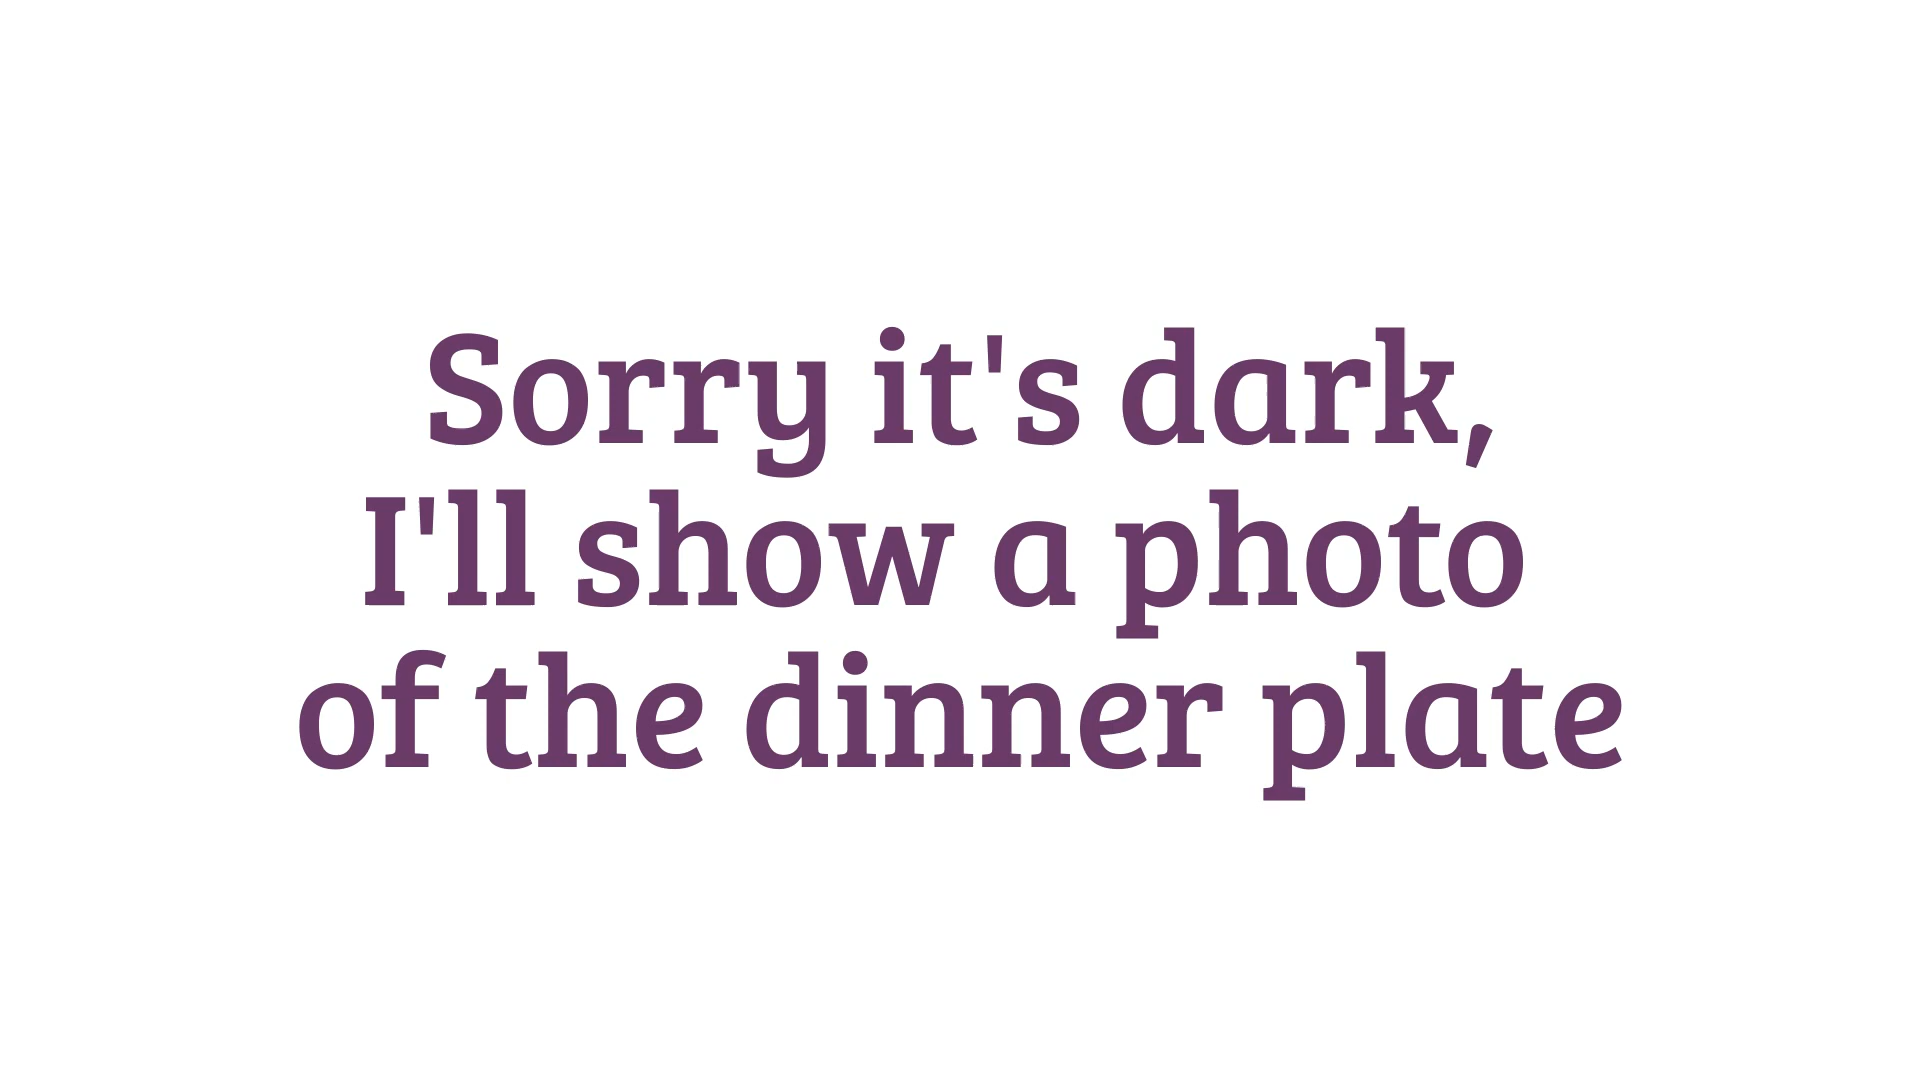 Sorry it's dark,
I'll show a photo
of the dinner plate